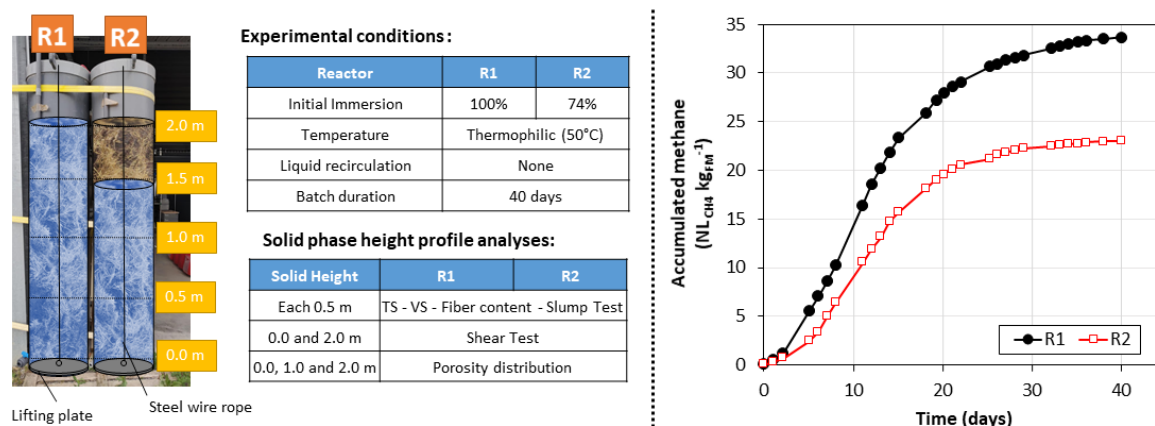 R1
R2
2.0 m
1.5 m
1.0 m
0.5 m
0.0 m
Lifting plate
Steel wire rope
Experimental conditions:
Reactor R1 R2
Initial Immersion 100% 74%
Temperature Thermophilic (50°C)
Liquid recirculation None
Batch duration 40 days
Solid phase height profile analyses:
Solid Height R1 R2
Each 0.5 m TS - VS - Fiber content - Slump Test
0.0 and 2.0 m Shear Test
0.0, 1.0 and 2.0 m Porosity distribution
Accumulated methane
(NL_CH4 kg_FM^-1)
35
30
25
20
15
10
5
0
0 10 20 30 40
R1 R2
Time (days)